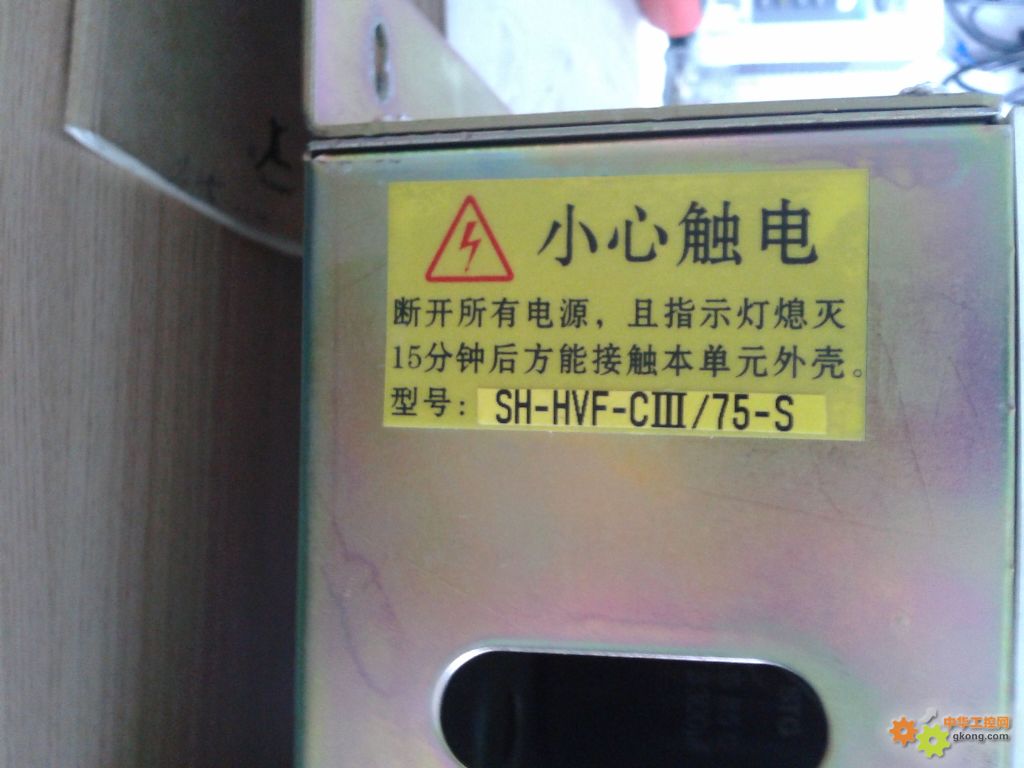 小心触电
断开所有电源，且指示灯熄灭
15分钟后方能接触本单元外壳。
型号：SH-HVF-CⅢ/75-S
中华工控网
gkong.com